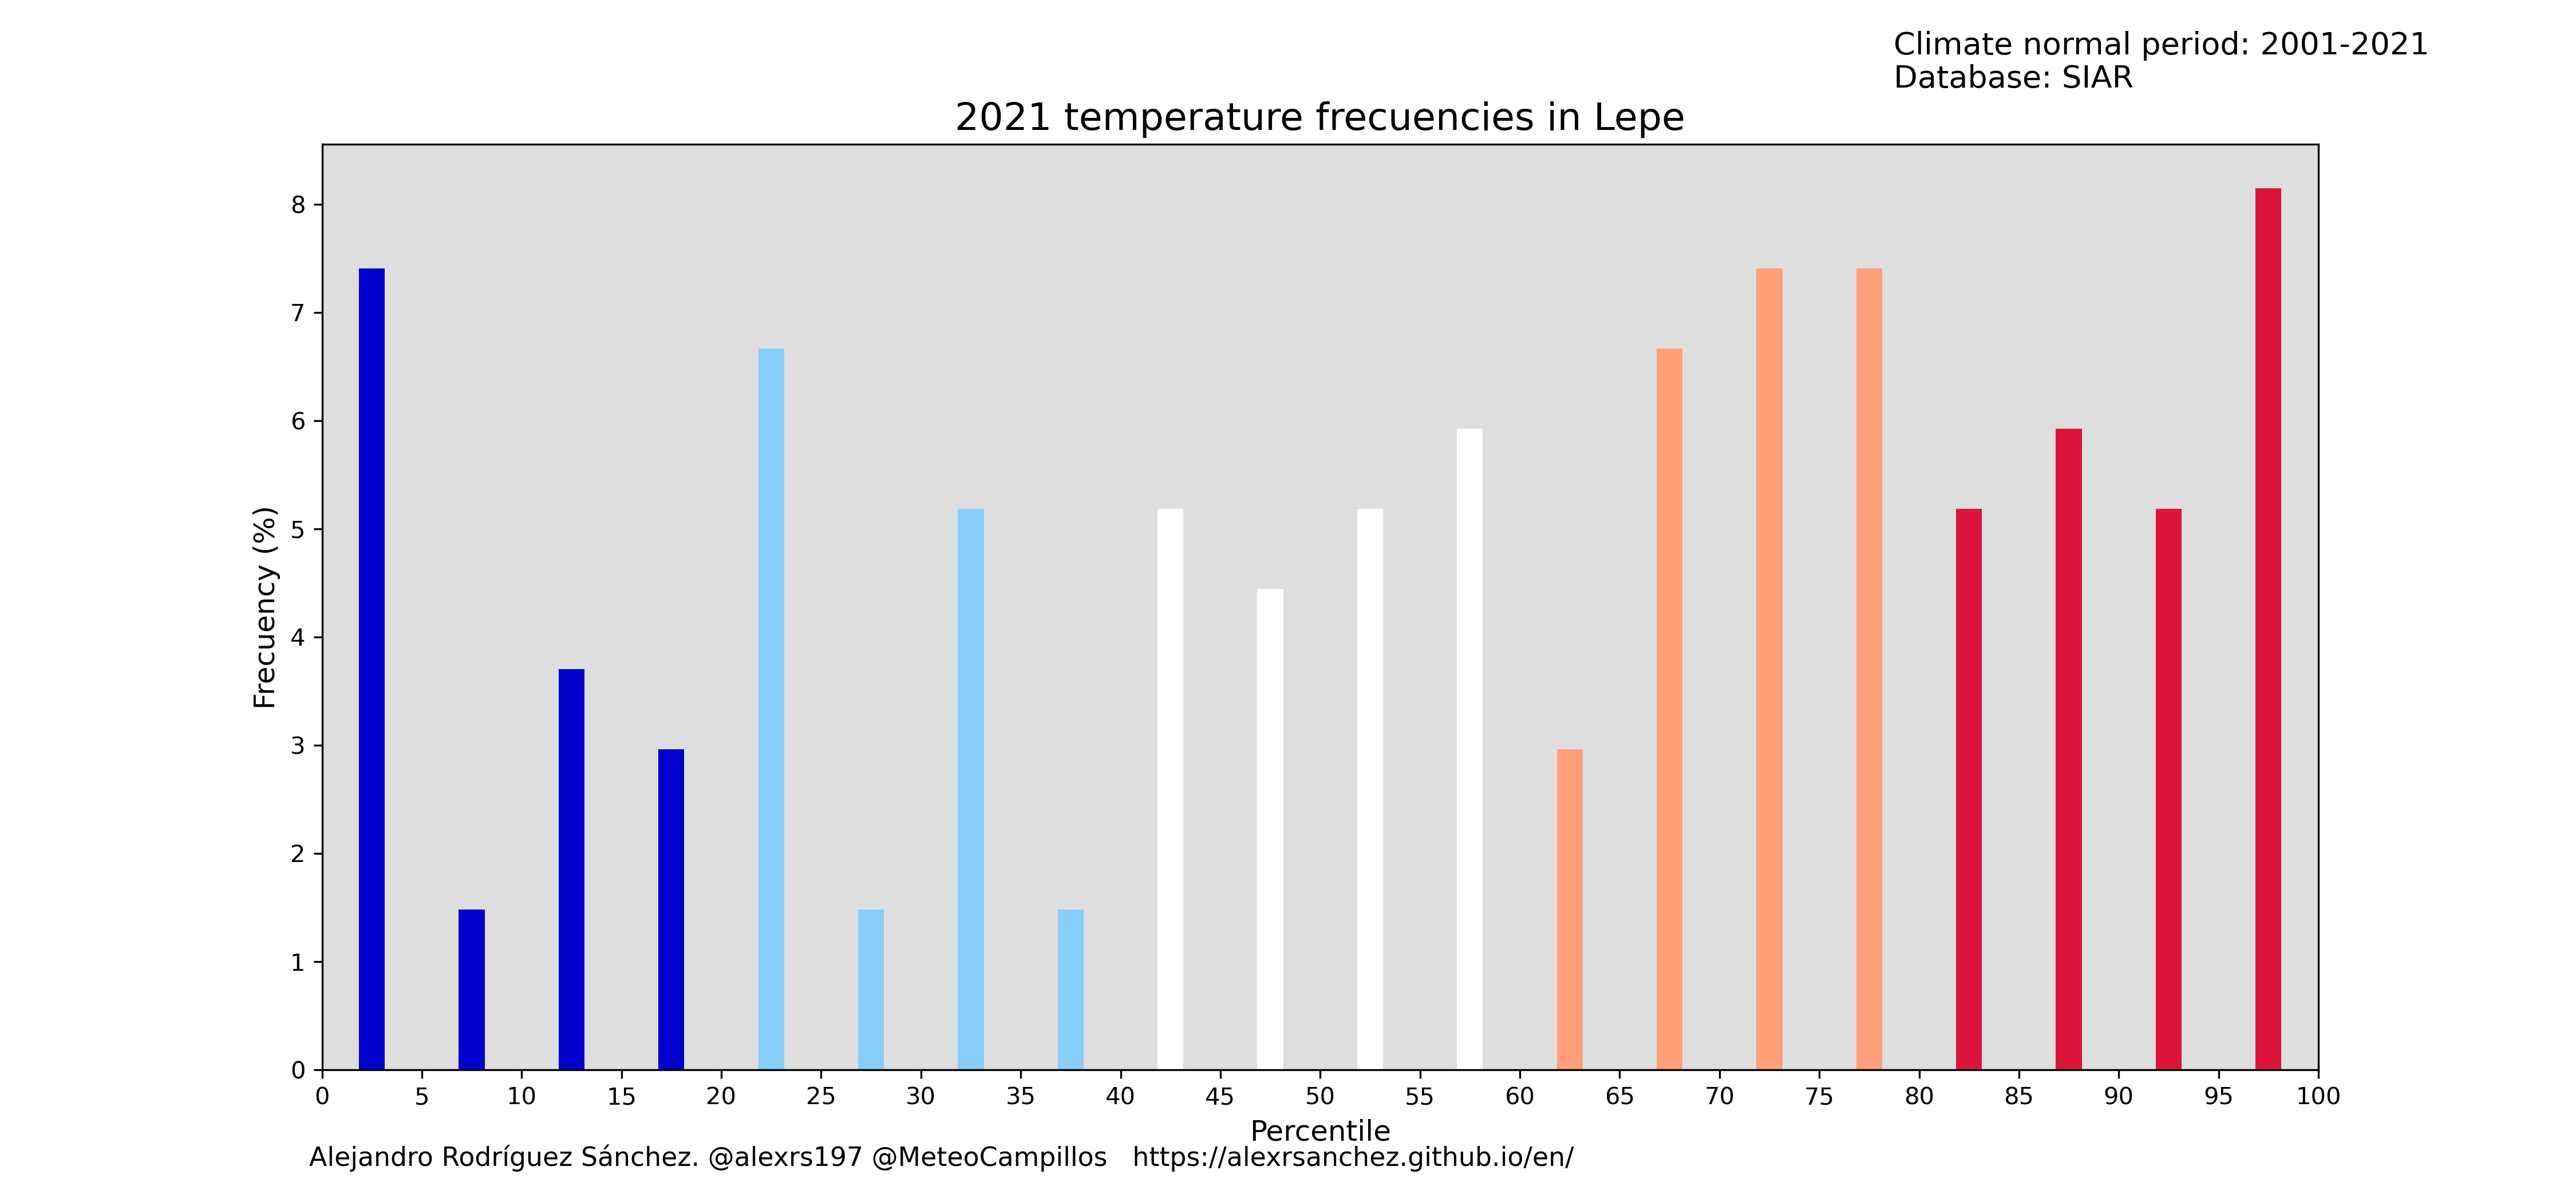 Climate normal period: 2001-2021
Database: SIAR
2021 temperature frecuencies in Lepe
Frecuency (%)
8
7
6
5
4
3
2
1
0
0 5 10 15 20 25 30 35 40 45 50 55 60 65 70 75 80 85 90 95 100
Percentile
Alejandro Rodríguez Sánchez. @alexrs197 @MeteoCampillos https://alexrsanchez.github.io/en/